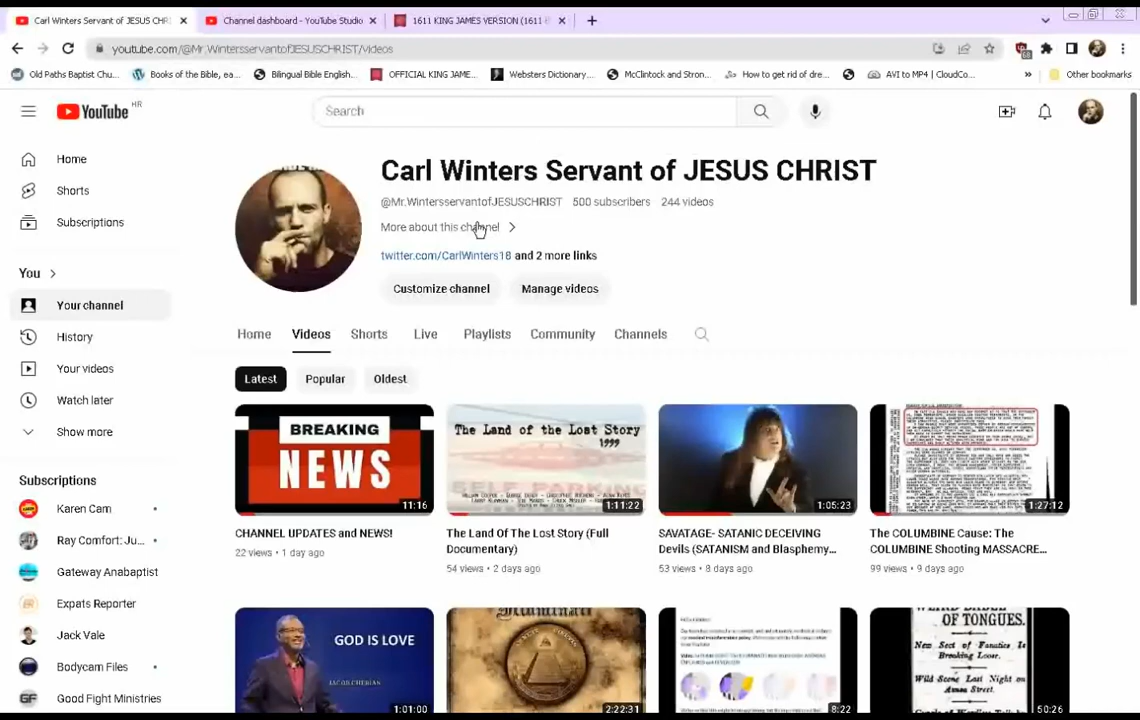 Carl Winters Servant of JESUS CHR
Channel dashboard - YouTube Studio
1611 KING JAMES VERSION (1611
youtube.com/@Mr.WintersservantofJESUSCHRIST/videos
68
Old Paths Baptist Chu...
Books of the Bible, ea...
Bilingual Bible English...
OFFICIAL KING JAME...
Websters Dictionary...
McClintock and Stron...
How to get rid of dre...
AVI to MP4 | CloudCo...
»
Other bookmarks
YouTube HR
Search
Home
Shorts
Subscriptions
You
Your channel
History
Your videos
Watch later
Show more
Subscriptions
Karen Cam
Ray Comfort: Ju...
Gateway Anabaptist
Expats Reporter
Jack Vale
Bodycam Files
GF
Good Fight Ministries
Carl Winters Servant of JESUS CHRIST
@Mr.WintersservantofJESUSCHRIST 500 subscribers 244 videos
More about this channel
twitter.com/CarlWinters18 and 2 more links
Customize channel
Manage videos
Home Videos Shorts Live Playlists Community Channels
Latest Popular Oldest
BREAKING
NEWS
11:16
CHANNEL UPDATES and NEWS!
22 views • 1 day ago
The Land of the Lost Story
1999
1:11:22
The Land Of The Lost Story (Full
Documentary)
54 views • 2 days ago
1:05:23
SAVATAGE- SATANIC DECEIVING
Devils (SATANISM and Blasphemy...
53 views • 8 days ago
1:27:12
The COLUMBINE Cause: The
COLUMBINE Shooting MASSACRE...
99 views • 9 days ago
GOD IS LOVE
JACOB CHERIAN
1:01:00
Illuminati
2:22:31
8:22
WEIRD BABEL
OF TONGUES.
New Sect of Fanatics Is
Breaking Loose.
Wild Scene Last Night on
Azusa Street.
50:26